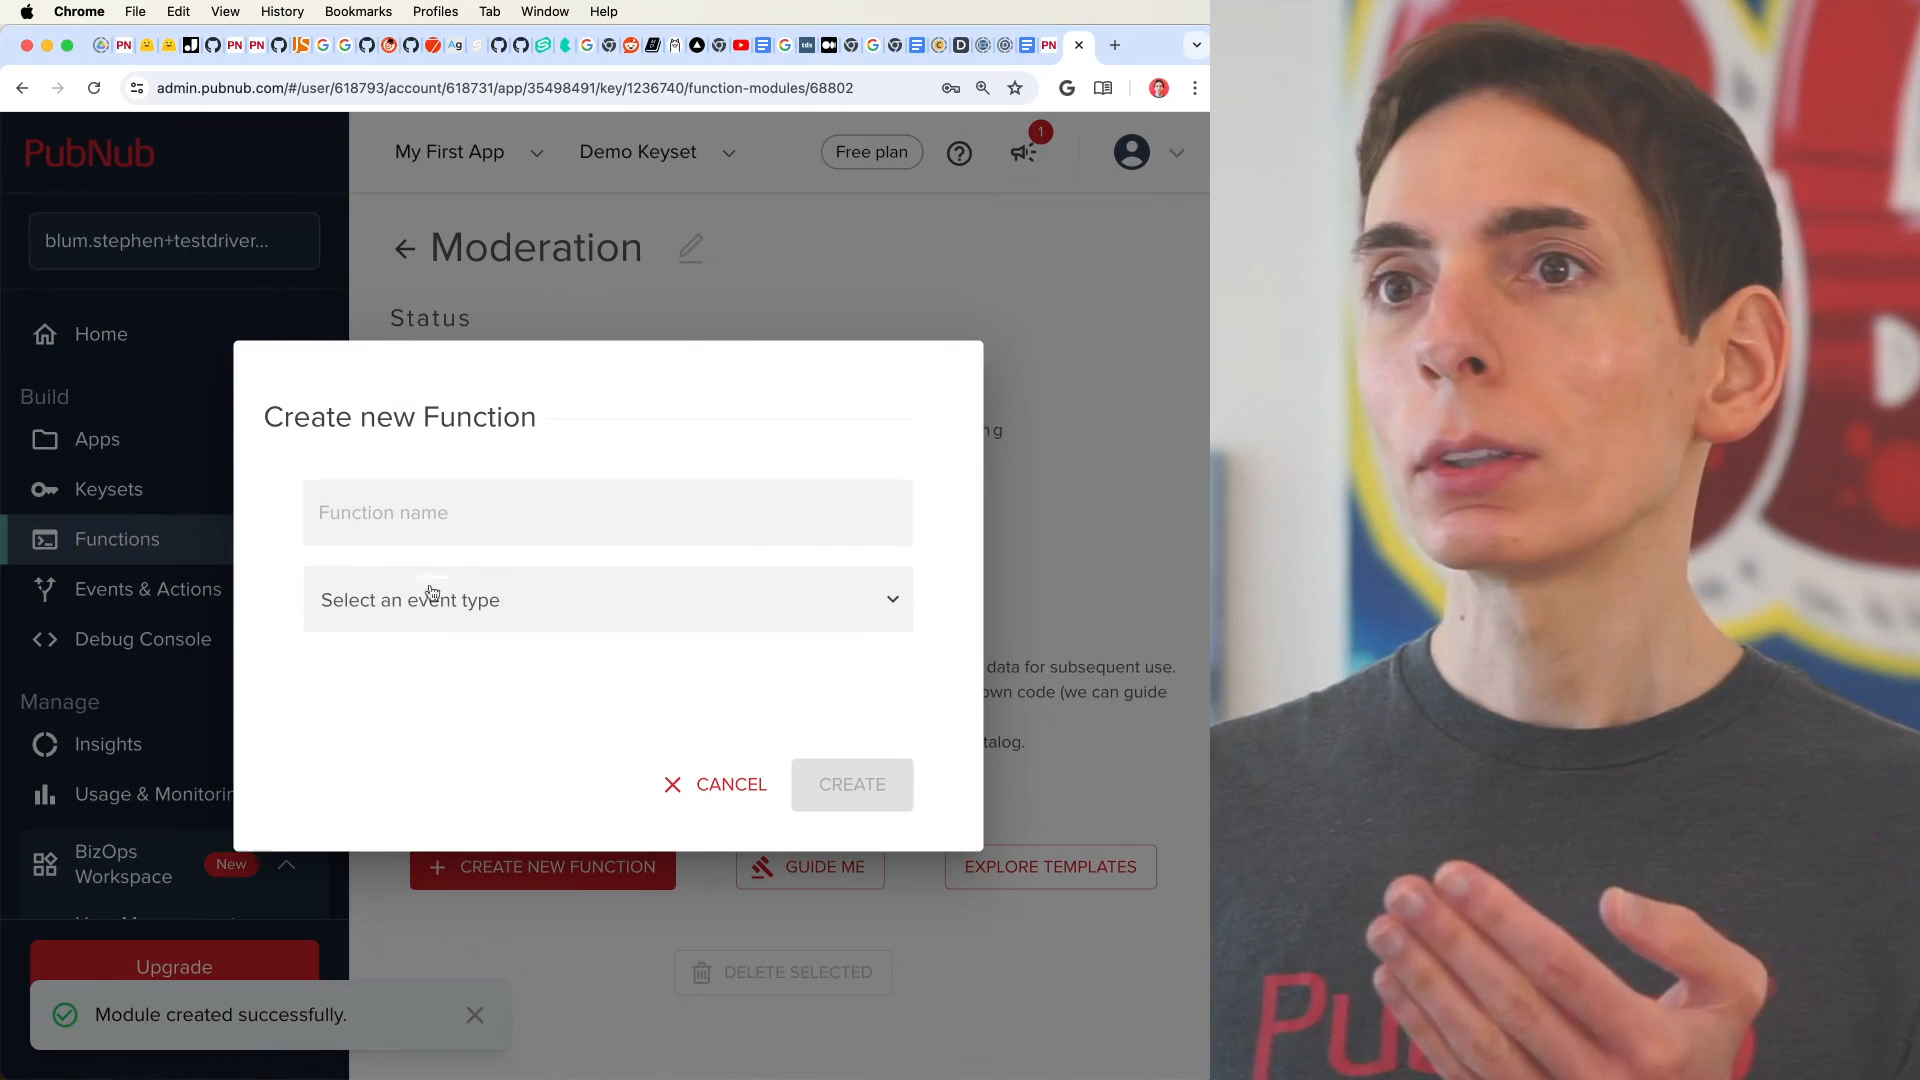 Chrome File Edit View History Bookmarks Profiles Tab Window Help
admin.pubnub.com/#/user/618793/account/618731/app/35498491/key/1236740/function-modules/68802
PubNub
My First App
Demo Keyset
Free plan
1
blum.stephen+testdriver...
Moderation
Status
Home
Build
Apps
Keysets
Functions
Events & Actions
Debug Console
Manage
Insights
Usage & Monitorin
BizOps
Workspace
New
Upgrade
Module created successfully.
Create new Function
Function name
Select an event type
CANCEL
CREATE
ng
data for subsequent use.
own code (we can guide
talog.
CREATE NEW FUNCTION
GUIDE ME
EXPLORE TEMPLATES
DELETE SELECTED
Pu